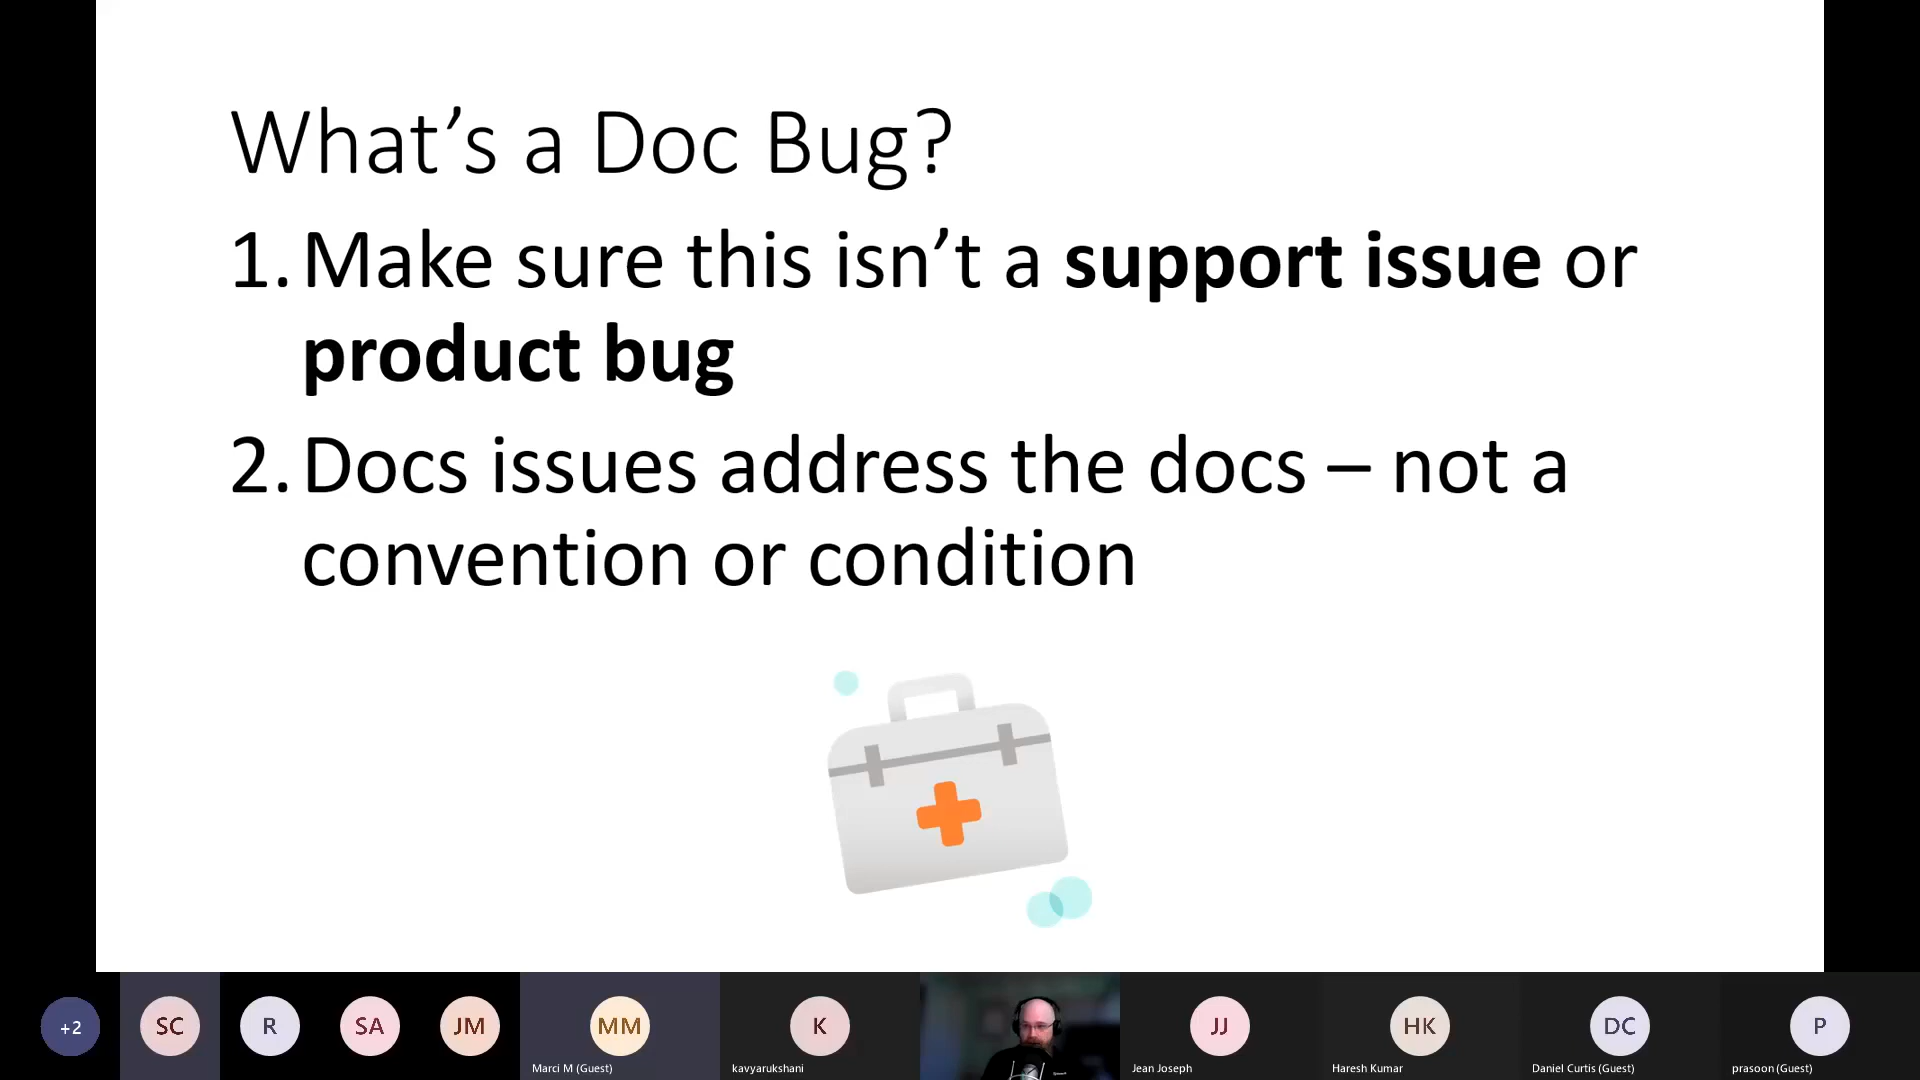 What’s a Doc Bug?
1. Make sure this isn’t a support issue or
product bug
2. Docs issues address the docs – not a
convention or condition
+2
SC
R
SA
JM
MM
K
JJ
HK
DC
P
Marci M (Guest)
kavyarukshani
Jean Joseph
Haresh Kumar
Daniel Curtis (Guest)
prasoon (Guest)